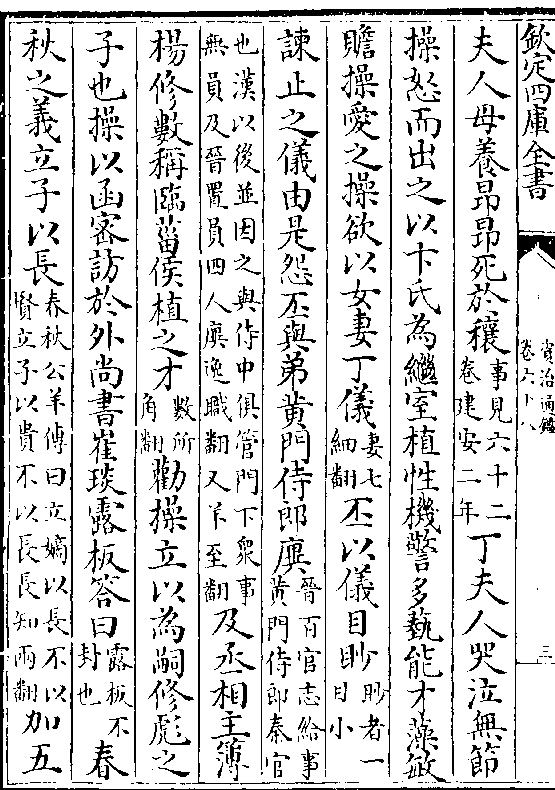 欽定四庫全書
資治通鑑
卷六十八
三
夫人母養昂昂死於穰事見六十二卷建安二年丁夫人哭泣無節
操怒而出之以卞氏為繼室植性機警多藝能才藻敏
贍操愛之操欲以女妻丁儀妻七細翻丕以儀目眇眇者一目小
諫止之儀由是怨丕與弟黄門侍郎廙晉百官志給事黄門侍郎秦官
也漢以後並因之與侍中俱管門下衆事無員及晉置員四人廙逸職翻又羊至翻及丞相主簿
楊修數稱臨菑侯植之才數所角翻勸操立以為嗣修彪之
子也操以函密訪於外尚書崔琰露板答曰露板不封也春
秋之義立子以長春秋公羊傳曰立嫡以長不以賢立子以貴不以長長知兩翻加五